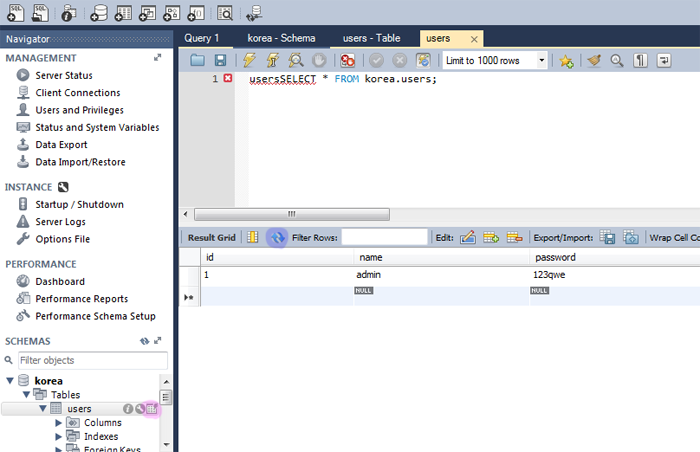 Navigator
MANAGEMENT
Server Status
Client Connections
Users and Privileges
Status and System Variables
Data Export
Data Import/Restore
INSTANCE
Startup / Shutdown
Server Logs
Options File
PERFORMANCE
Dashboard
Performance Reports
Performance Schema Setup
SCHEMAS
Filter objects
korea
Tables
users
Columns
Indexes
Foreign Keys
Query 1 korea - Schema users - Table users
Limit to 1000 rows
1 usersSELECT * FROM korea.users;
Result Grid Filter Rows: Edit: Export/Import: Wrap Cell Co
id name password
1 admin 123qwe
NULL NULL